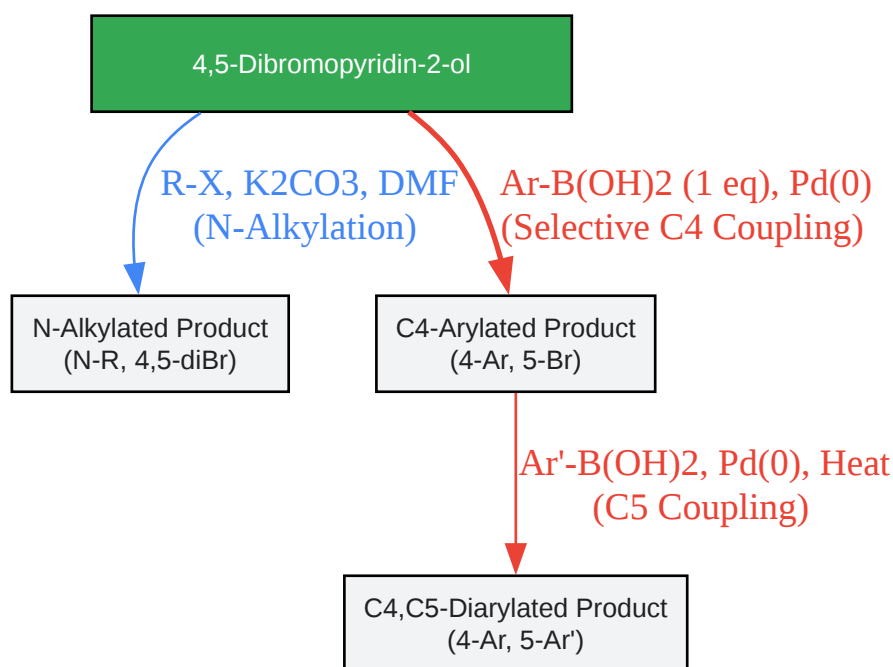 4,5-Dibromopyridin-2-ol
R-X, K2CO3, DMF
(N-Alkylation)
Ar-B(OH)2 (1 eq), Pd(0)
(Selective C4 Coupling)
N-Alkylated Product
(N-R, 4,5-diBr)
C4-Arylated Product
(4-Ar, 5-Br)
Ar'-B(OH)2, Pd(0), Heat
(C5 Coupling)
C4,C5-Diarylated Product
(4-Ar, 5-Ar')